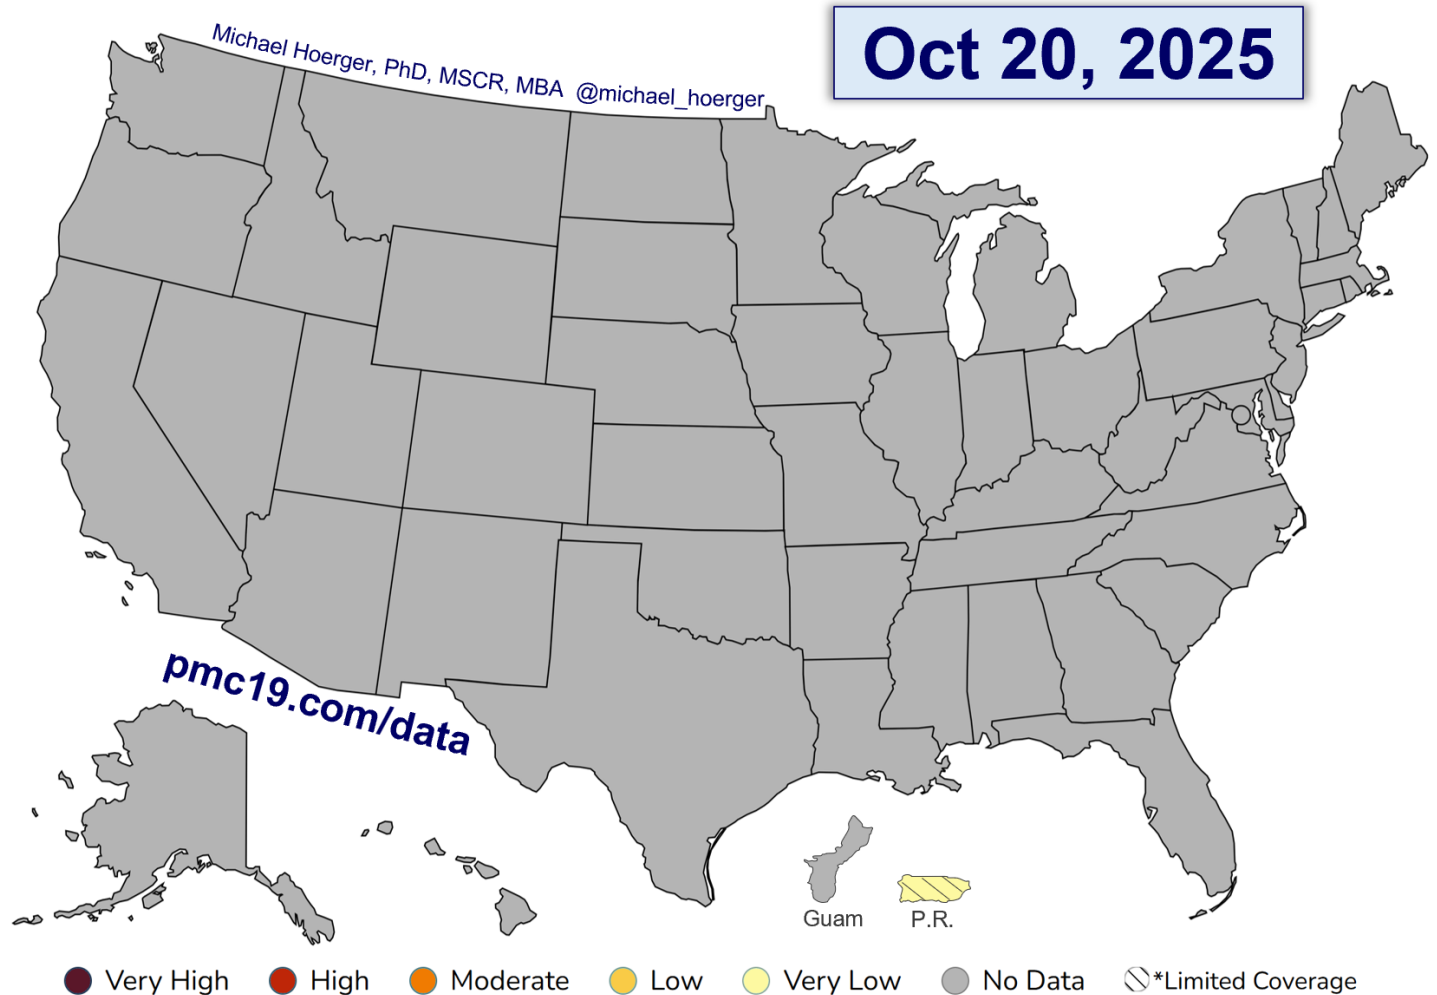 Oct 20, 2025
Michael Hoerger, PhD, MSCR, MBA @michael_hoerger
pmc19.com/data
Guam
P.R.
Very High
High
Moderate
Low
Very Low
No Data
*Limited Coverage